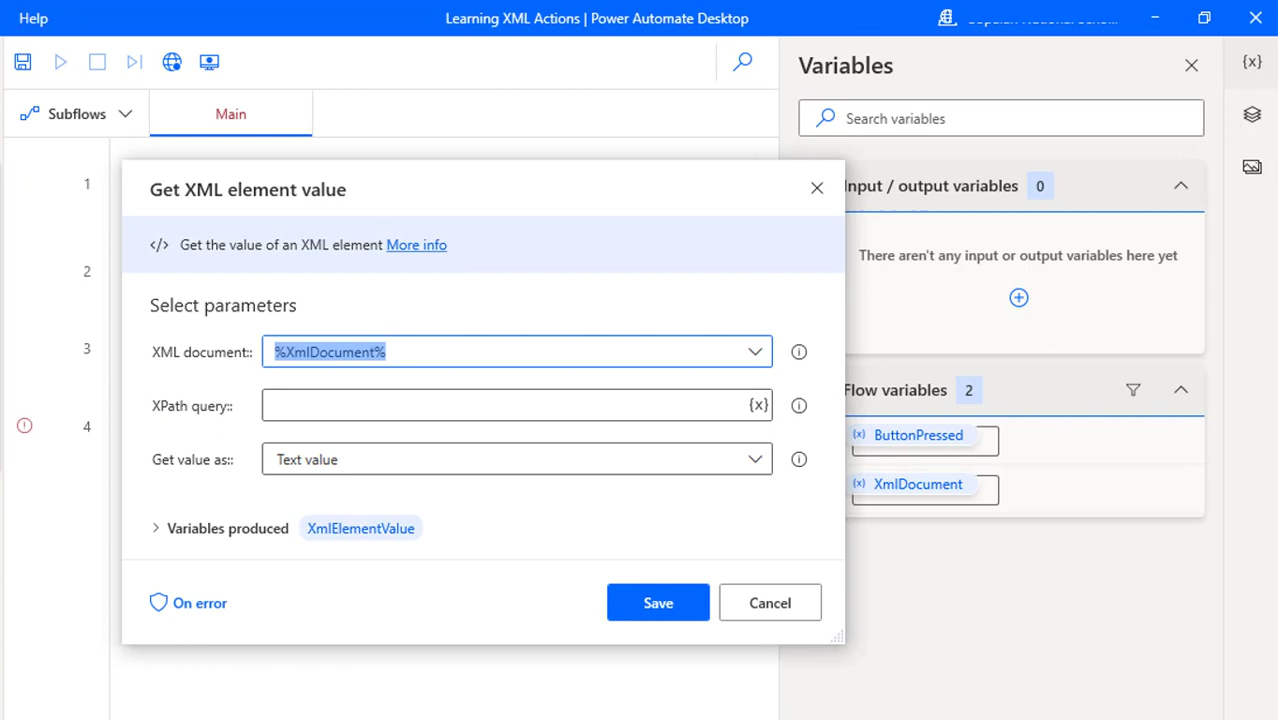 Help
Learning XML Actions | Power Automate Desktop
Subflows
Main
Variables
{x}
Search variables
1
2
3
4
Get XML element value
</> Get the value of an XML element More info
Select parameters
XML document:: %XmlDocument%
XPath query:: {x}
Get value as:: Text value
Variables produced XmlElementValue
On error
Save
Cancel
Input / output variables 0
There aren't any input or output variables here yet
Flow variables 2
(x) ButtonPressed
(x) XmlDocument